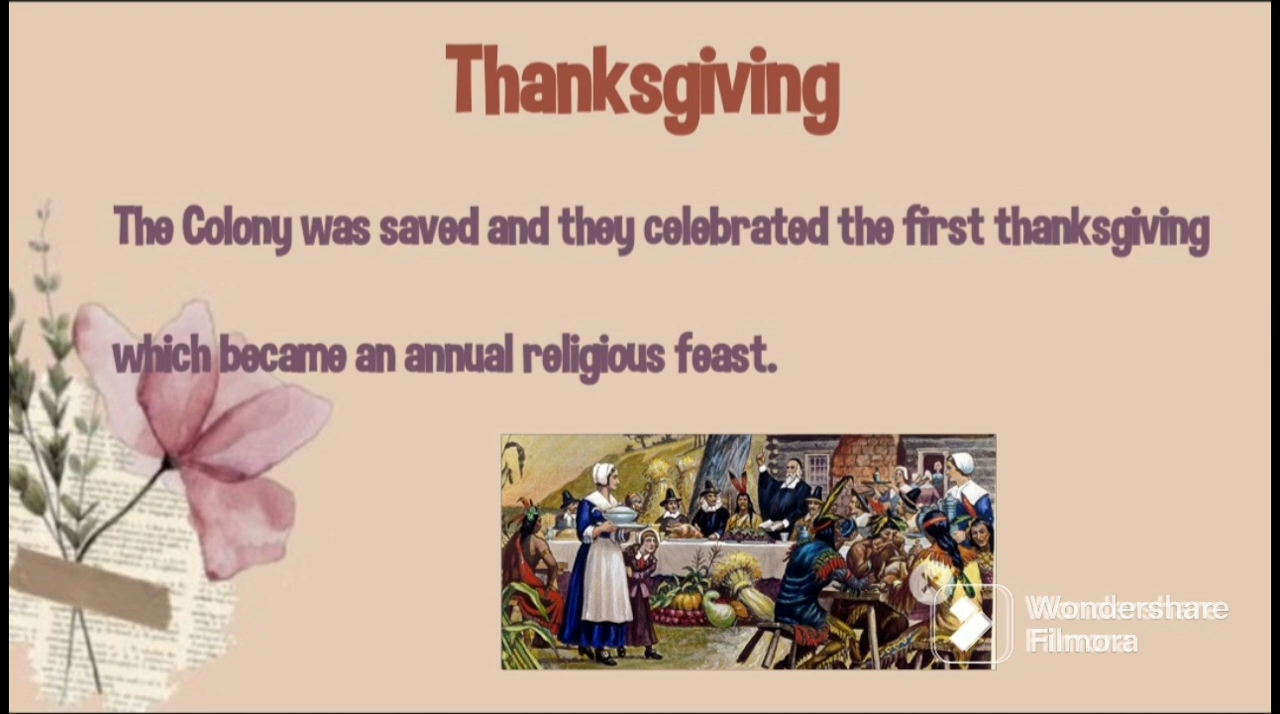 Thanksgiving
The Colony was saved and they celebrated the first thanksgiving
which became an annual religious feast.
Wondershare
Filmora